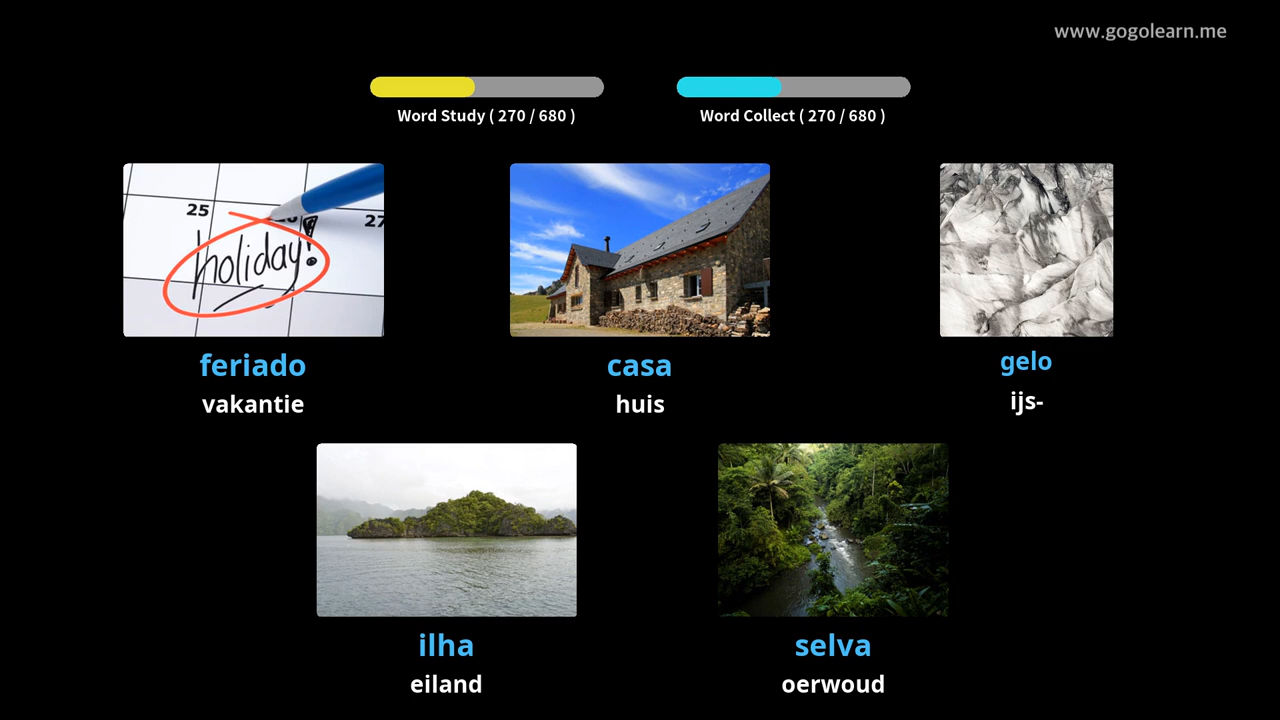 www.gogolearn.me
Word Study ( 270 / 680 )
Word Collect ( 270 / 680 )
25
27
holiday!
feriado
casa
gelo
vakantie
huis
ijs-
ilha
selva
eiland
oerwoud